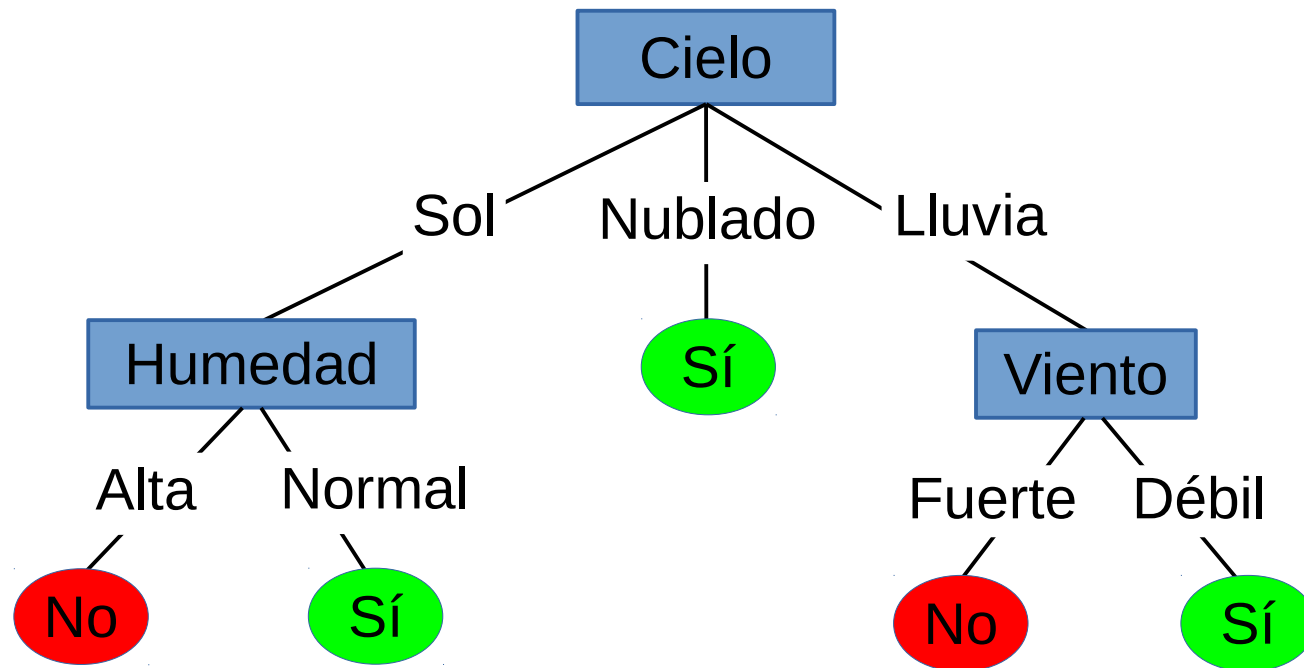 Cielo
Sol
Nublado
Lluvia
Humedad
Sí
Viento
Alta
Normal
Fuerte
Débil
No
Sí
No
Sí